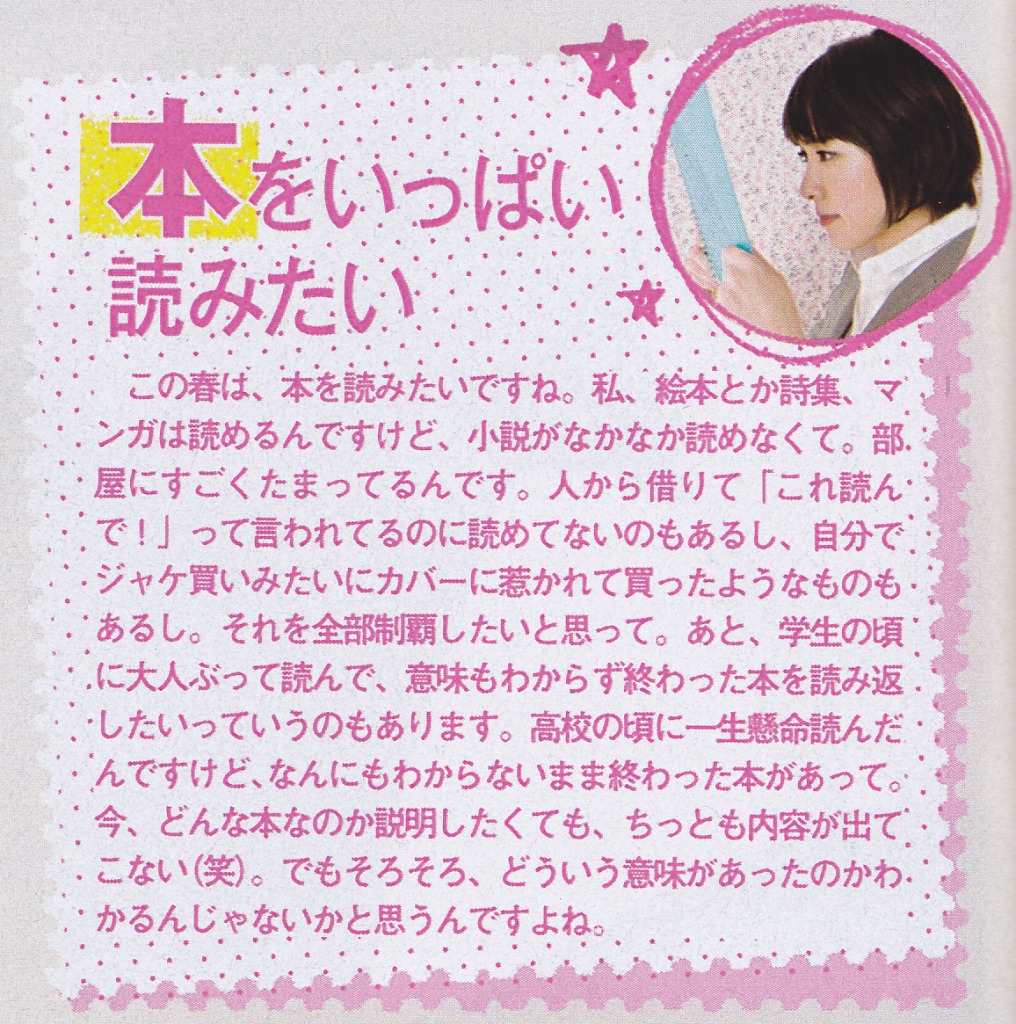 本をいっぱい
読みたい
この春は、本を読みたいですね。私、絵本とか詩集、マ
ンガは読めるんですけど、小説がなかなか読めなくて。部
屋にすごくたまってるんです。人から借りて「これ読ん
で！」って言われてるのに読めてないのもあるし、自分で
ジャケ買いみたいにカバーに惹かれて買ったようなものも
あるし。それを全部制覇したいと思って。あと、学生の頃
に大人ぶって読んで、意味もわからず終わった本を読み返
したいっていうのもあります。高校の頃に一生懸命読んだ
んですけど、なんにもわからないまま終わった本があって。
今、どんな本なのか説明したくても、ちっとも内容が出て
こない（笑）。でもそろそろ、どういう意味があったのかわ
かるんじゃないかと思うんですよね。